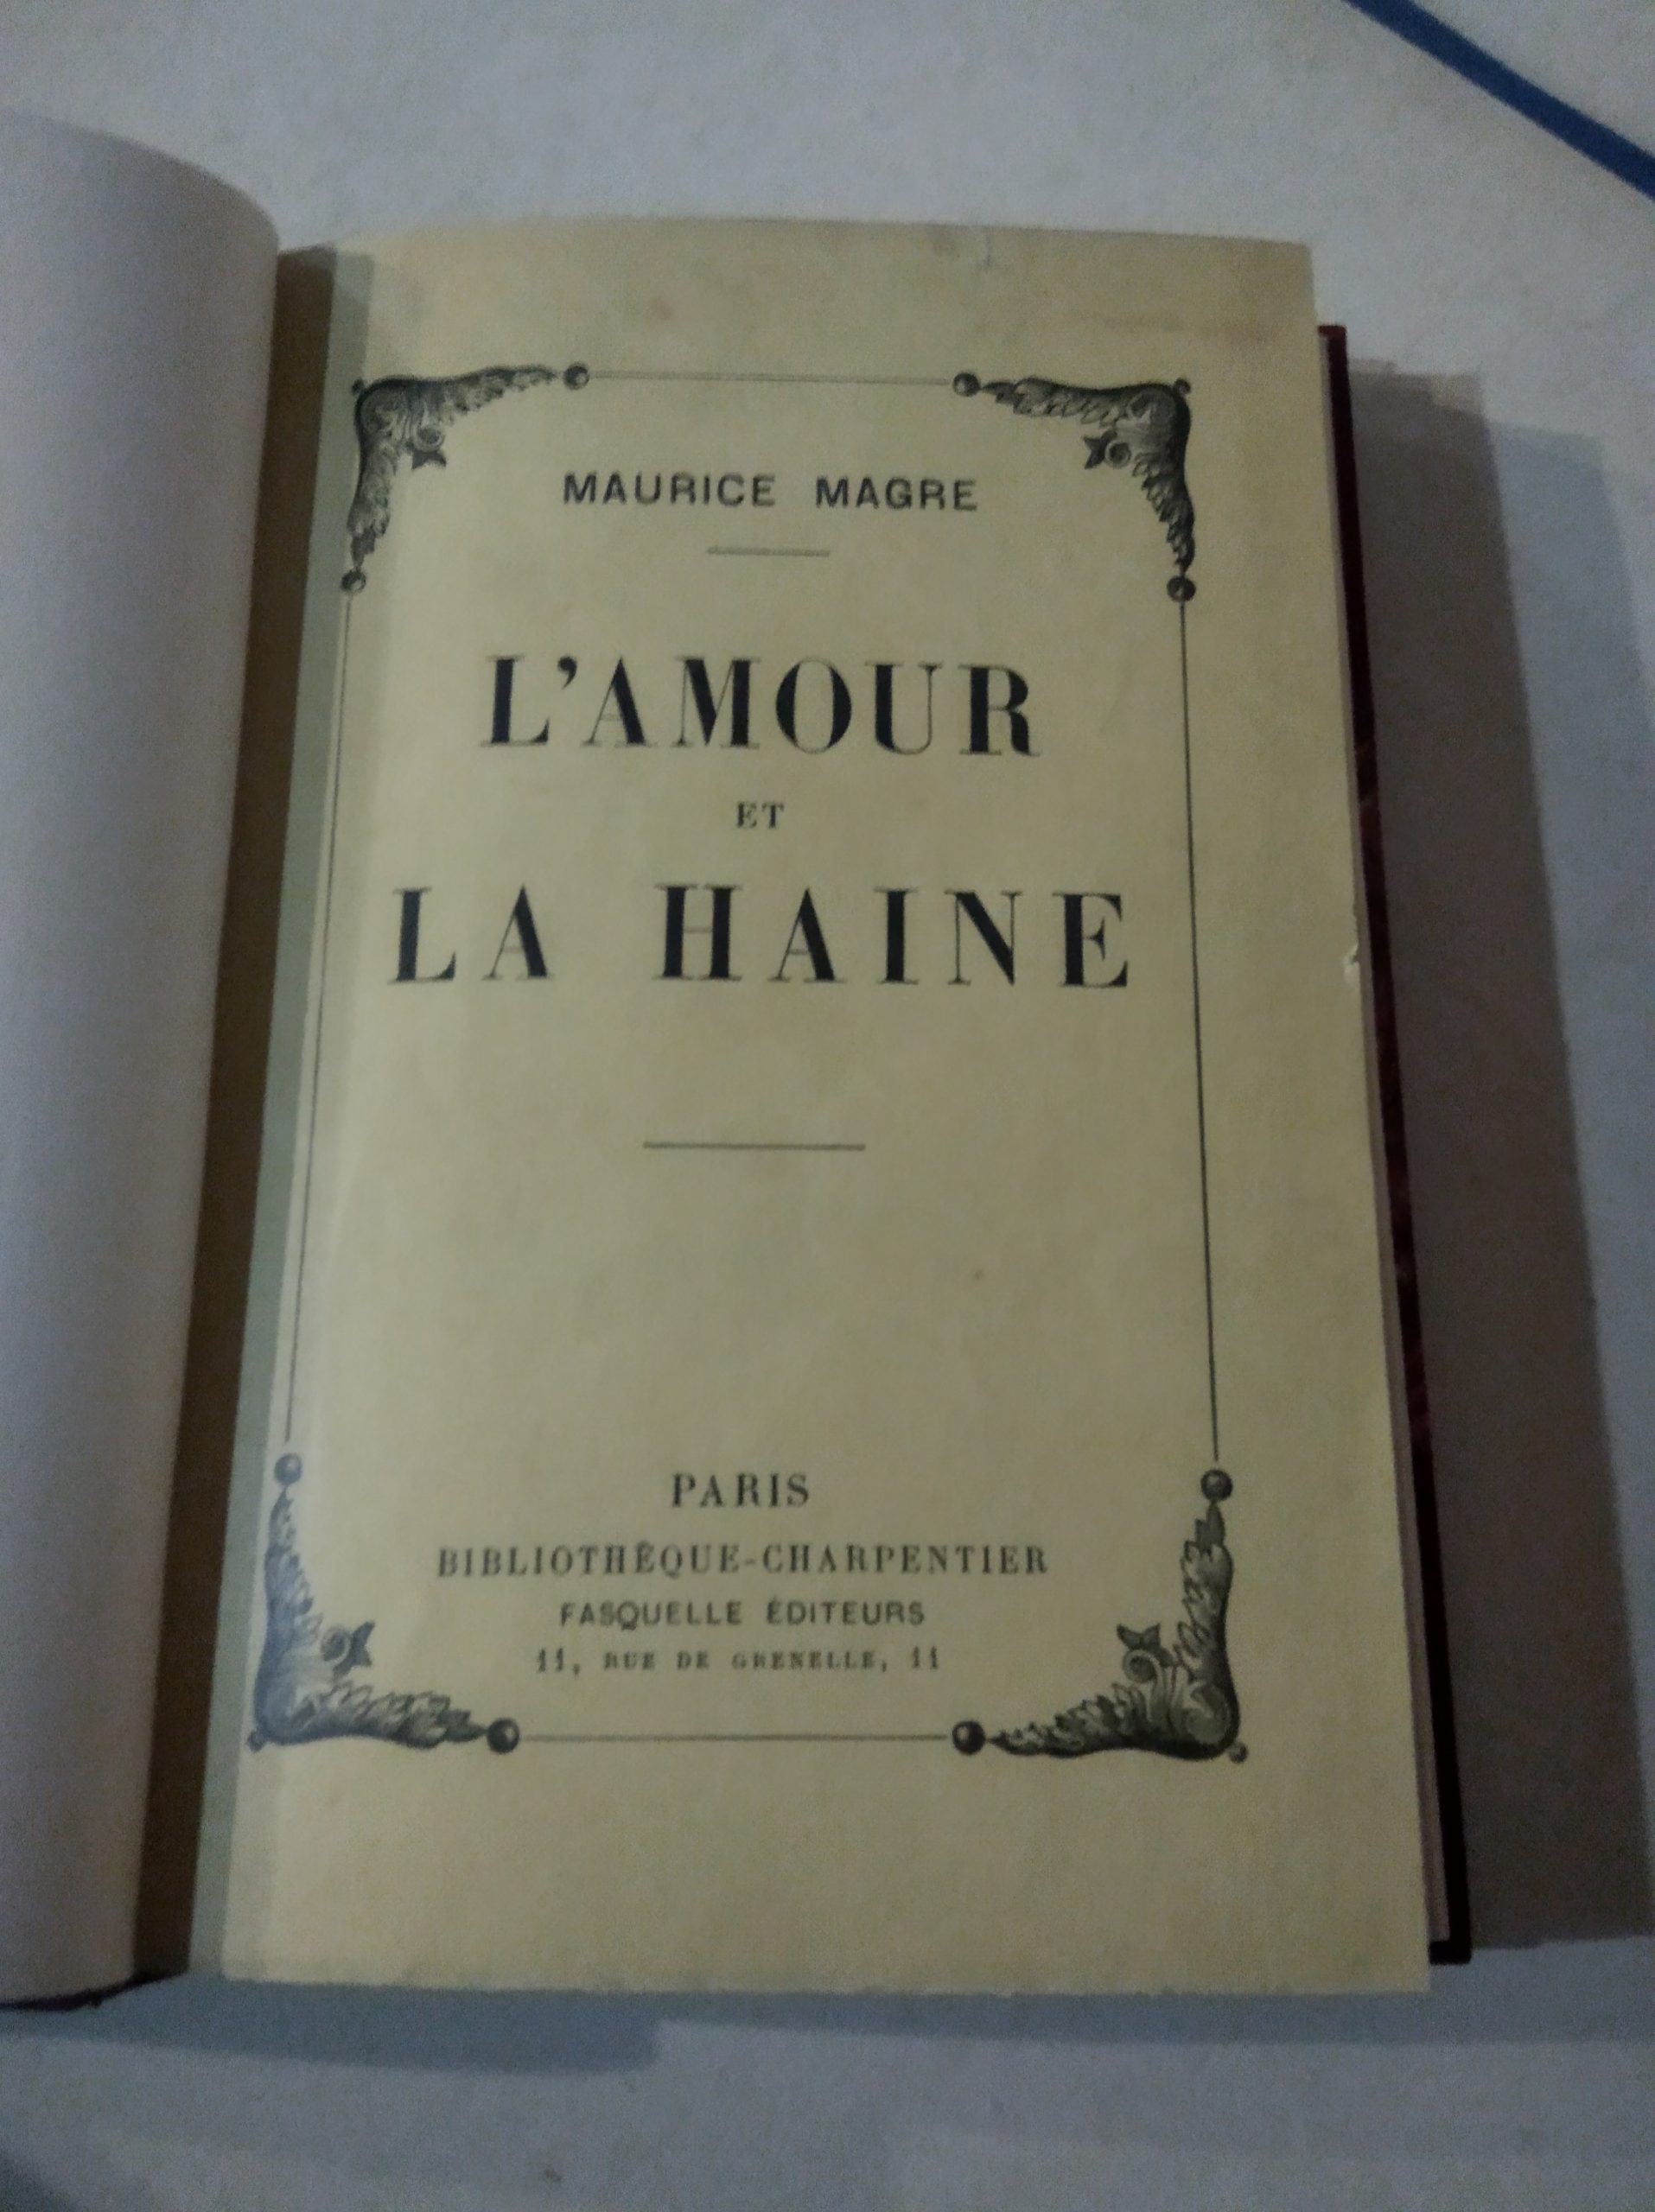 MAURICE MAGRE
L'AMOUR
ET
LA HAINE
PARIS
BIBLIOTHÈQUE-CHARPENTIER
FASQUELLE ÉDITEURS
11, RUE DE GRENELLE, 11